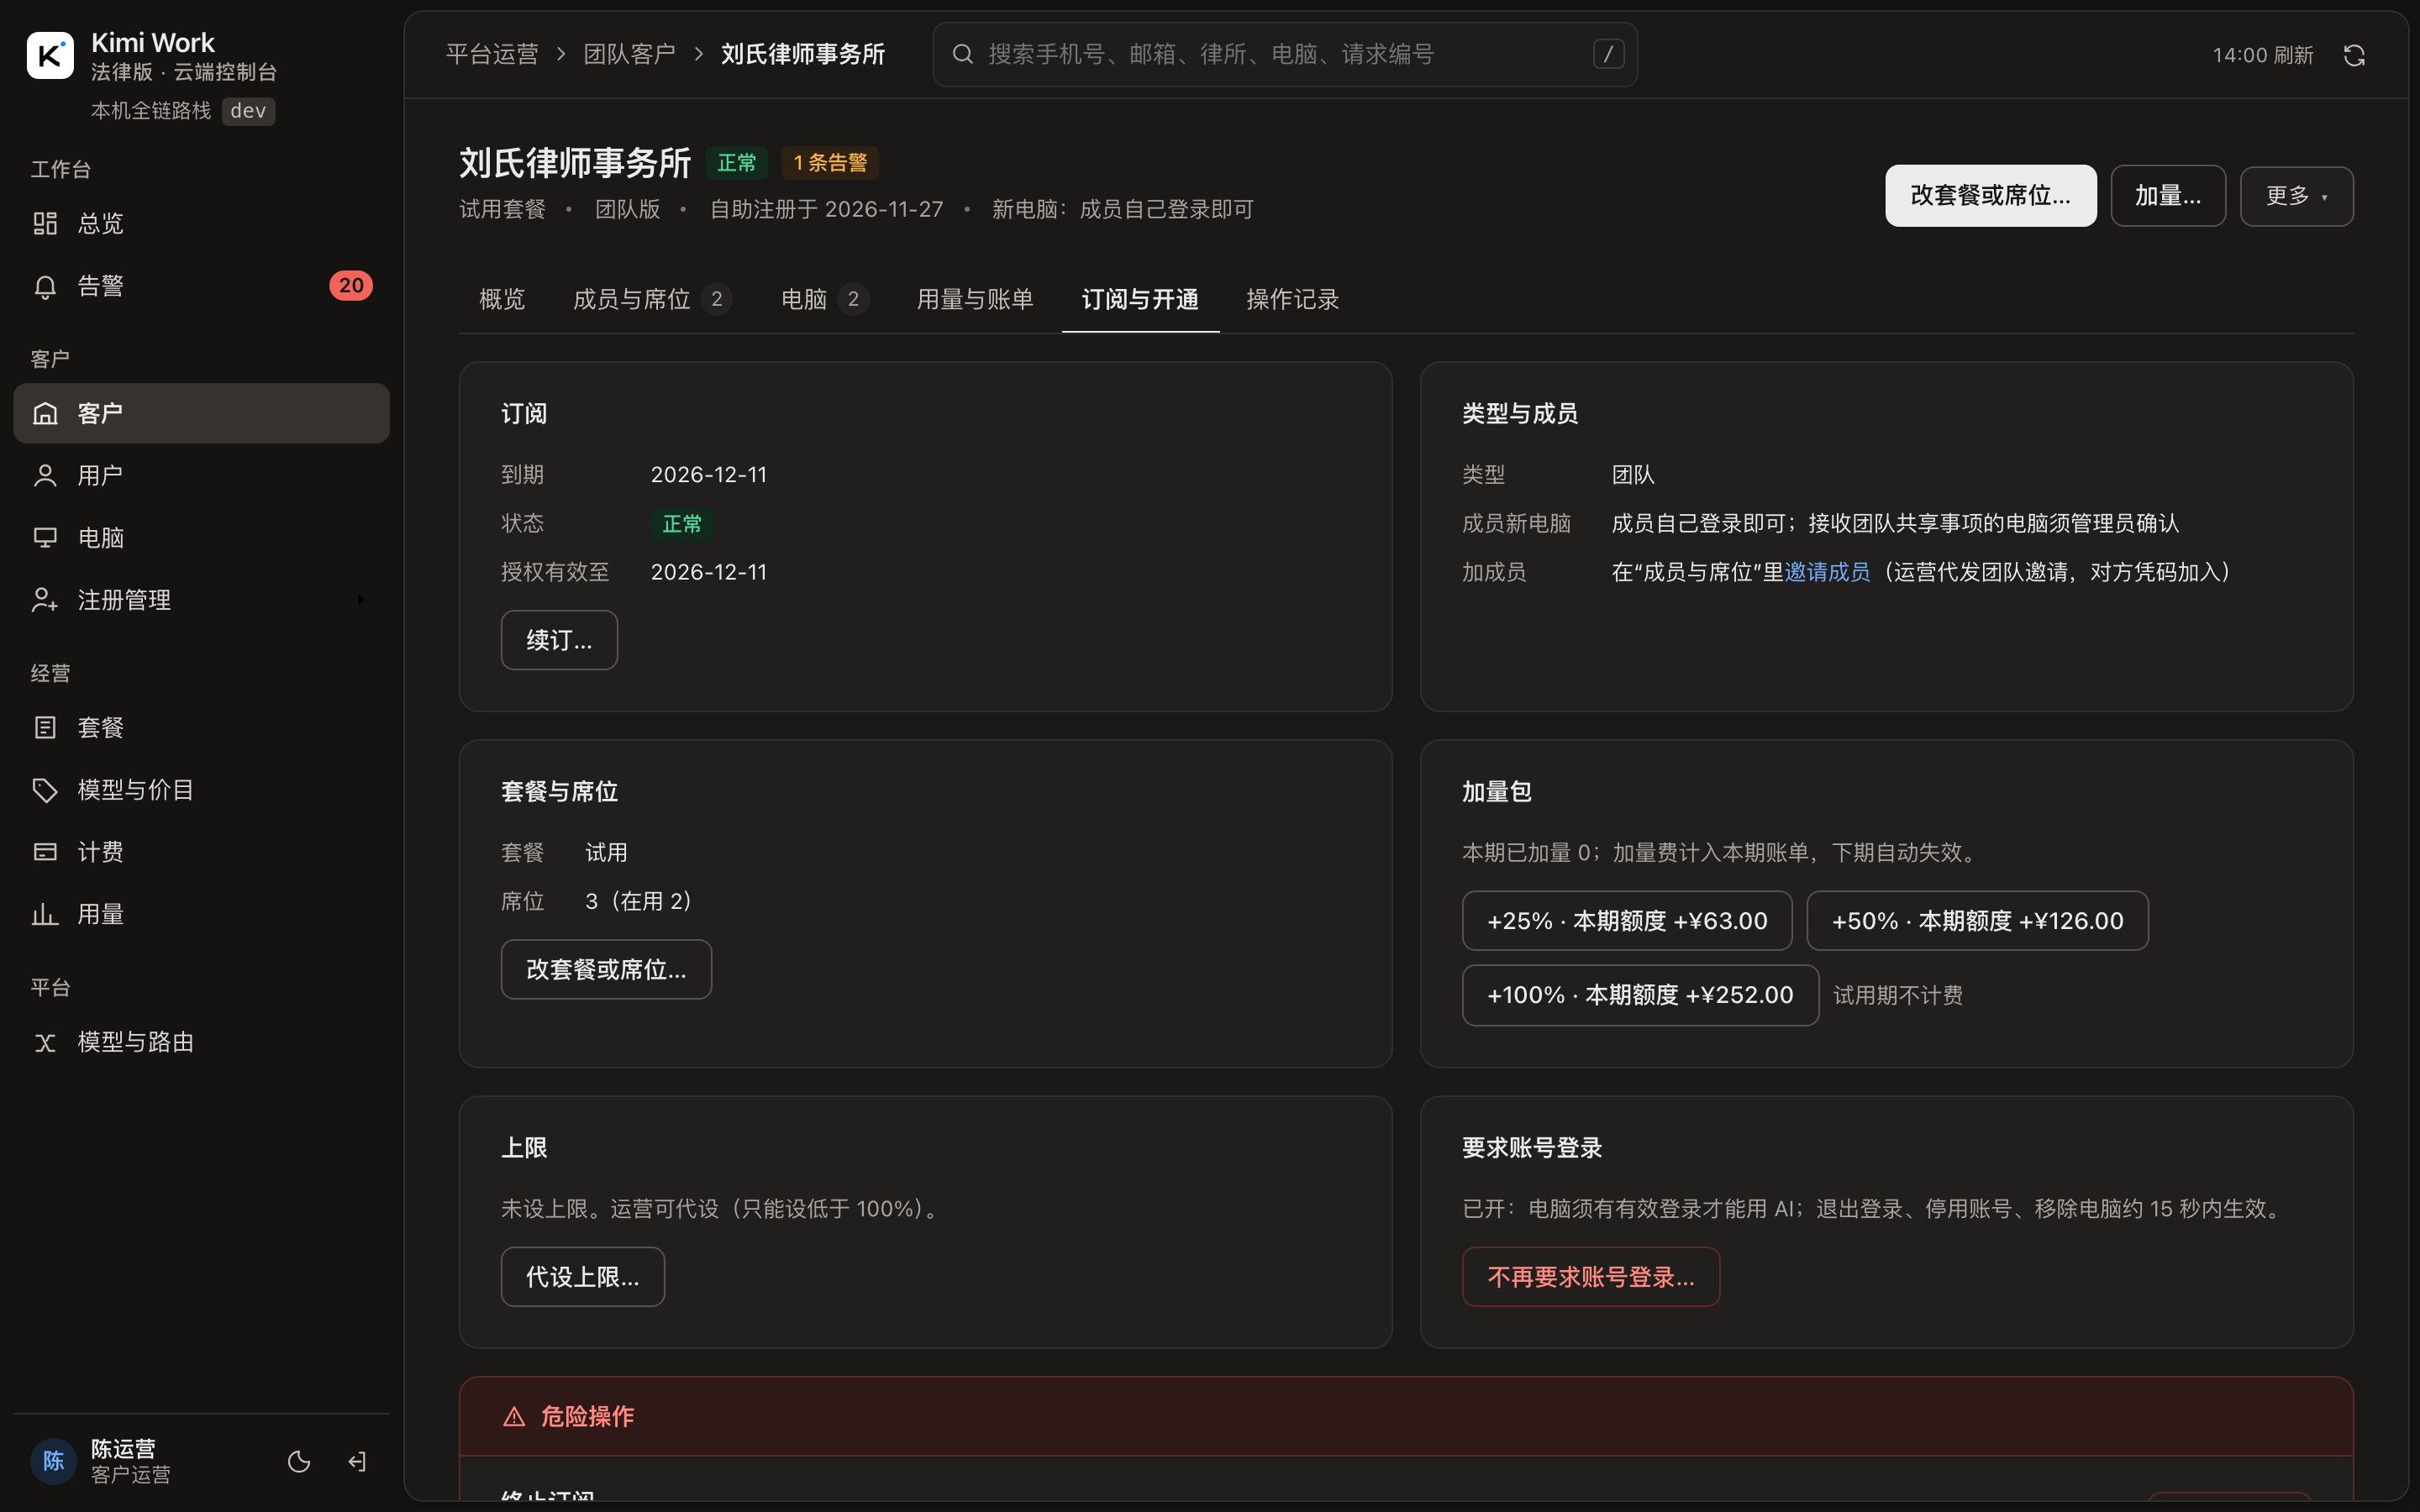 Kimi Work
法律版 · 云端控制台
本机全链路栈 dev
工作台
总览
告警 20
客户
客户
用户
电脑
注册管理
经营
套餐
模型与价目
计费
用量
平台
模型与路由
陈 陈运营
客户运营
平台运营 > 团队客户 > 刘氏律师事务所
搜索手机号、邮箱、律所、电脑、请求编号 /
14:00 刷新
刘氏律师事务所 正常 1 条告警
试用套餐 • 团队版 • 自助注册于 2026-11-27 • 新电脑：成员自己登录即可
改套餐或席位... 加量... 更多
概览 成员与席位 2 电脑 2 用量与账单 订阅与开通 操作记录
订阅
到期 2026-12-11
状态 正常
授权有效至 2026-12-11
续订...
类型与成员
类型 团队
成员新电脑 成员自己登录即可；接收团队共享事项的电脑须管理员确认
加成员 在“成员与席位”里邀请成员（运营代发团队邀请，对方凭码加入）
套餐与席位
套餐 试用
席位 3（在用 2）
改套餐或席位...
加量包
本期已加量 0；加量费计入本期账单，下期自动失效。
+25% · 本期额度 +¥63.00 +50% · 本期额度 +¥126.00
+100% · 本期额度 +¥252.00 试用期不计费
上限
未设上限。运营可代设（只能设低于 100%）。
代设上限...
要求账号登录
已开：电脑须有有效登录才能用 AI；退出登录、停用账号、移除电脑约 15 秒内生效。
不再要求账号登录...
危险操作